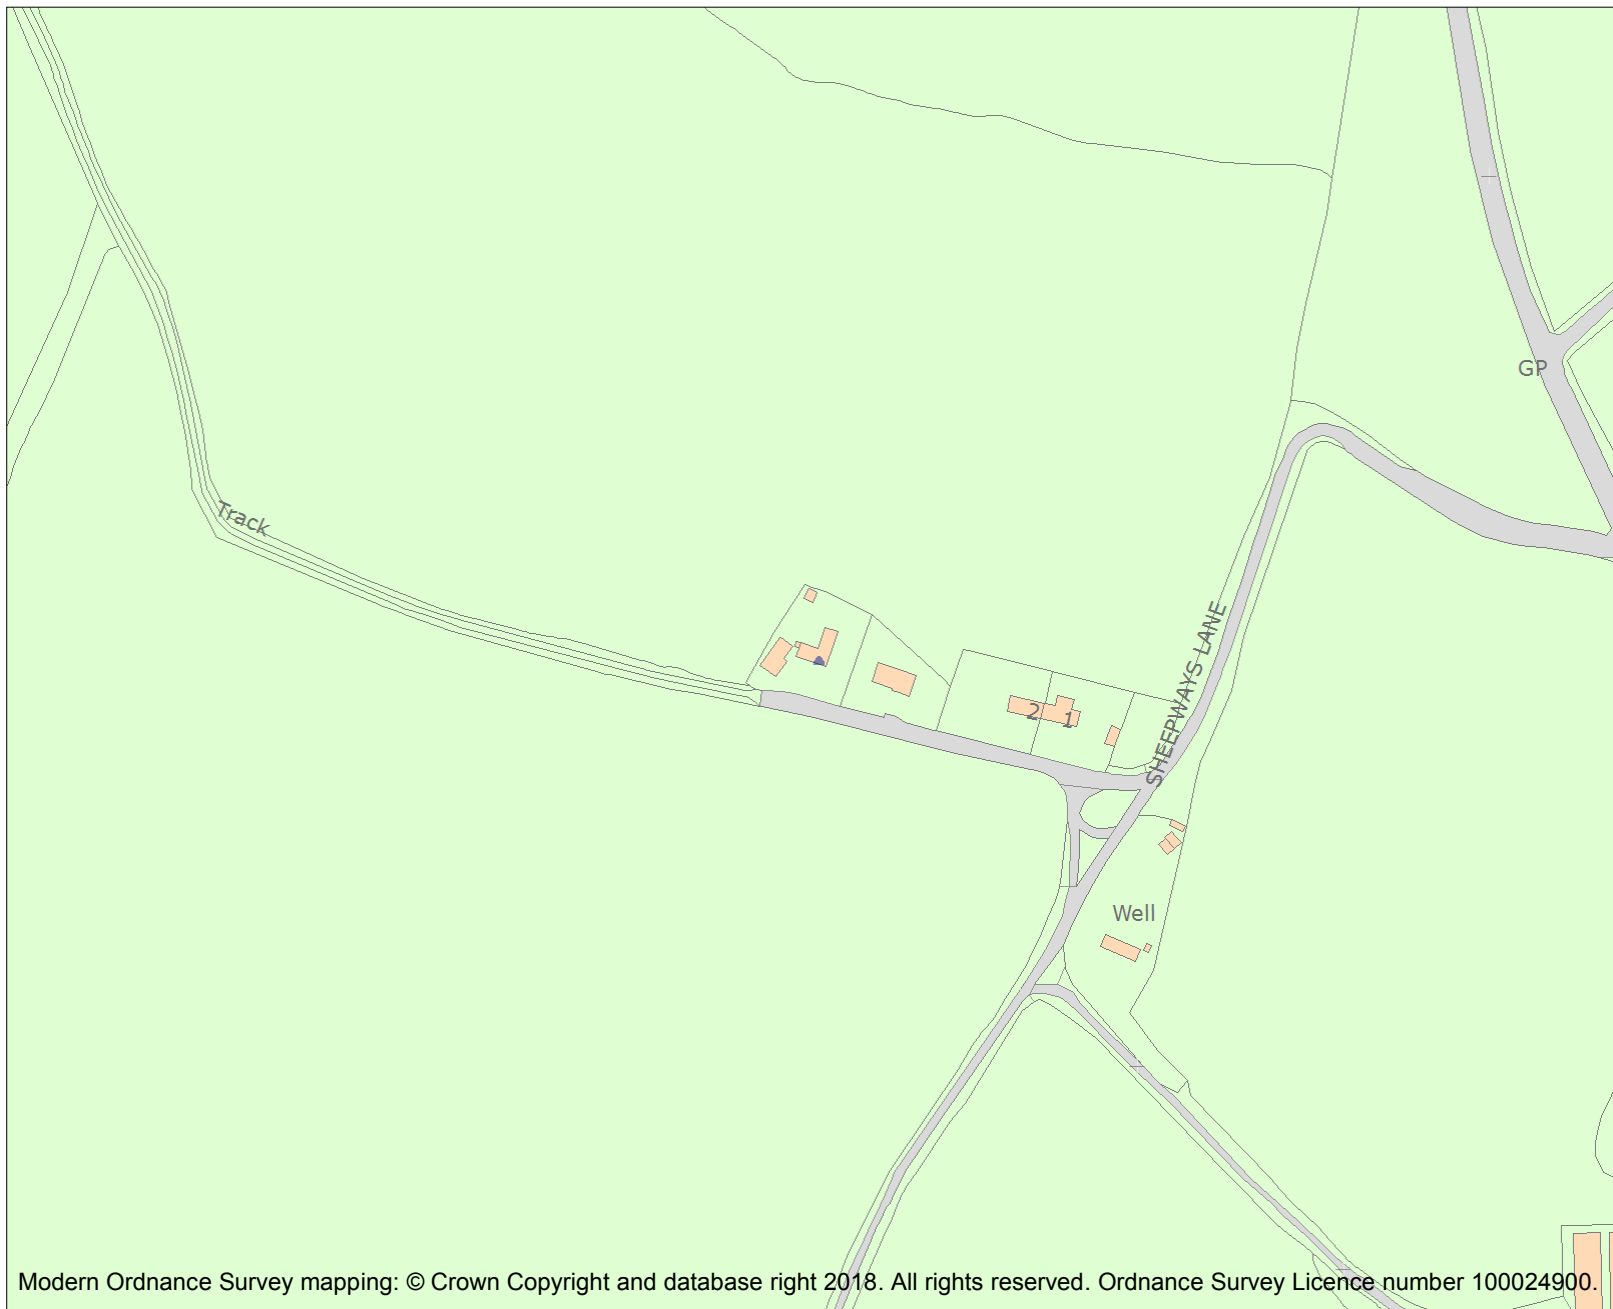 GP
Track
SHEEPWAYS LANE
2
1
Well
Modern Ordnance Survey mapping: © Crown Copyright and database right 2018. All rights reserved. Ordnance Survey Licence number 100024900.